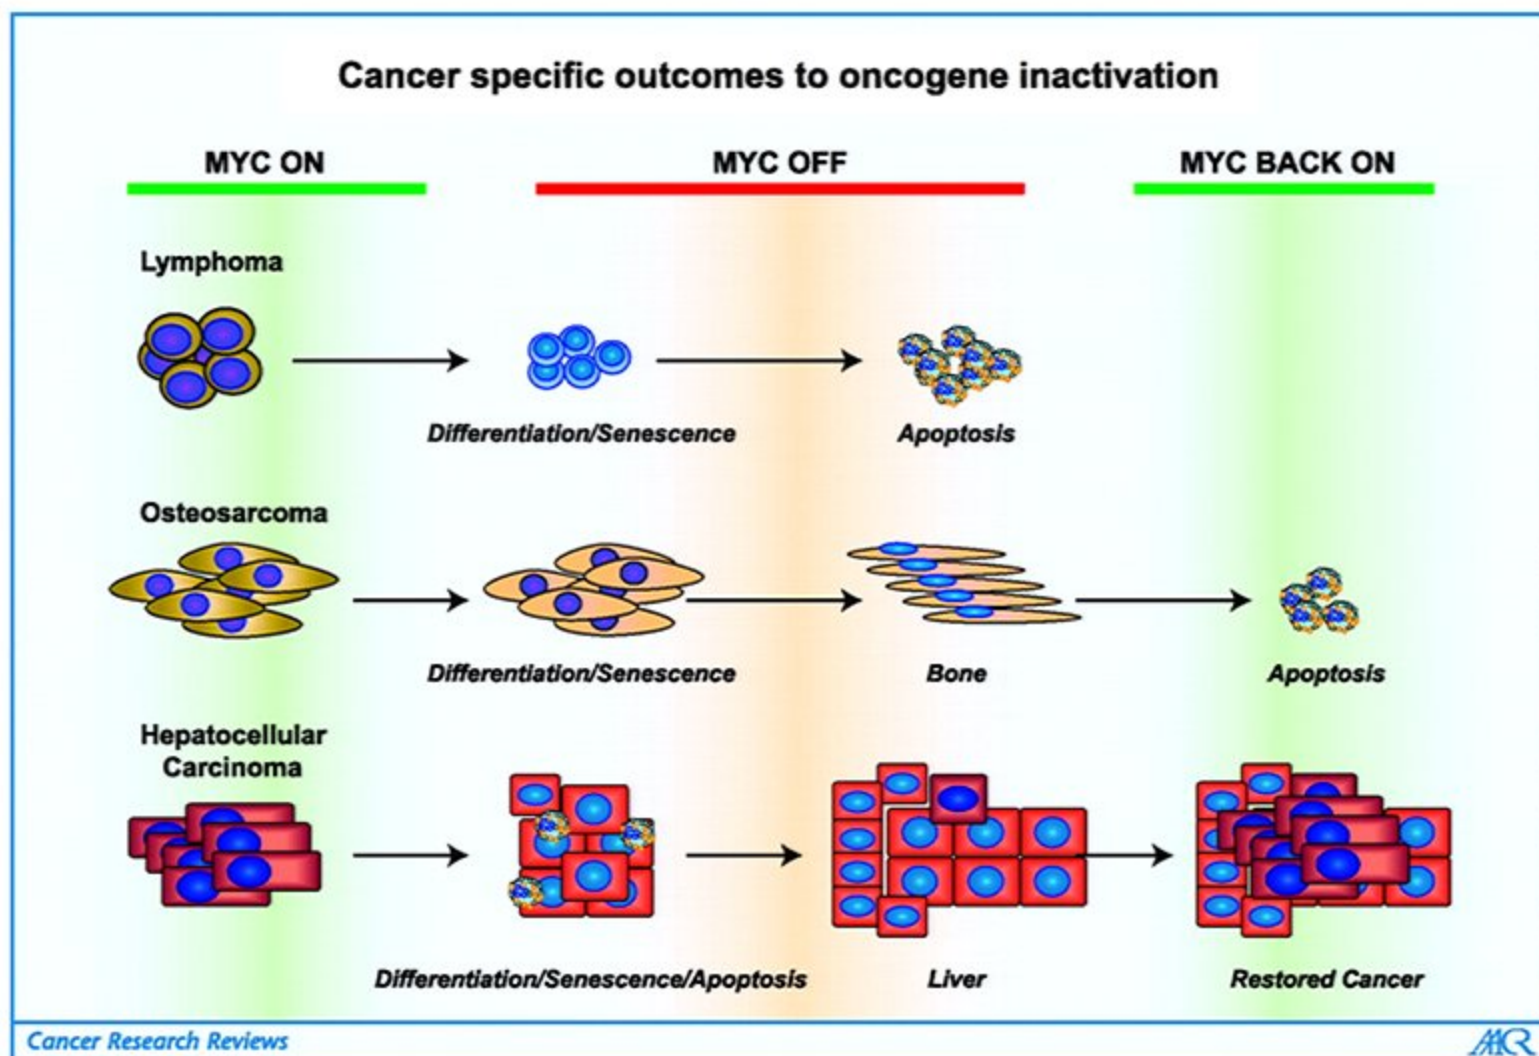 Cancer specific outcomes to oncogene inactivation
MYC ON
MYC OFF
MYC BACK ON
Lymphoma
Differentiation/Senescence
Apoptosis
Osteosarcoma
Differentiation/Senescence
Bone
Apoptosis
Hepatocellular
Carcinoma
Differentiation/Senescence/Apoptosis
Liver
Restored Cancer
Cancer Research Reviews
AACR